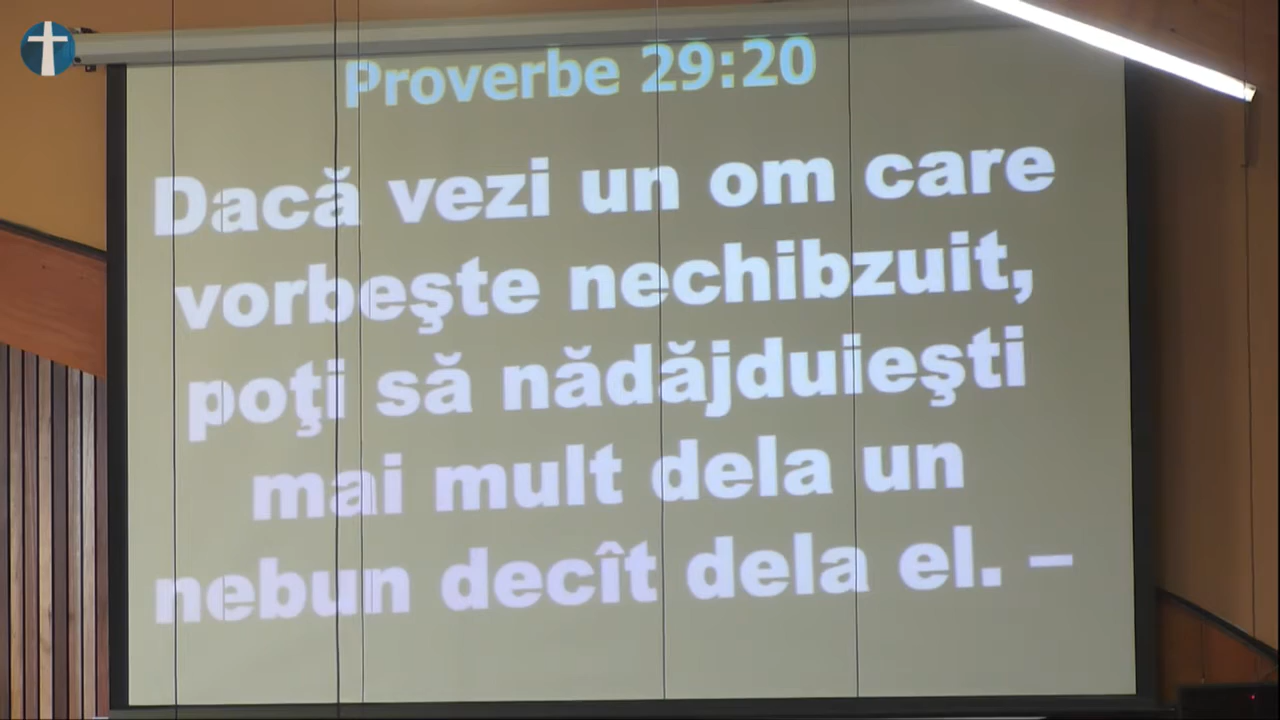 Proverbe 29:20
Dacă vezi un om care
vorbeşte nechibzuit,
poţi să nădăjduieşti
mai mult dela un
nebun decît dela el. –